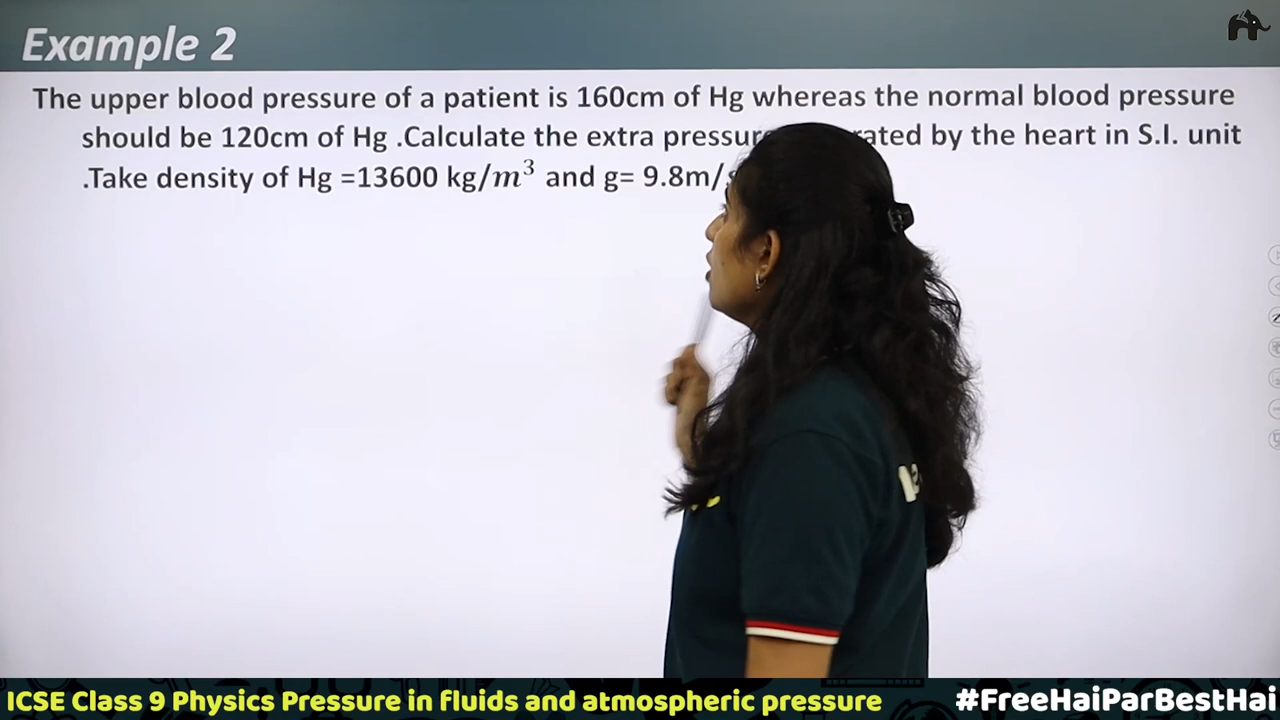 Example 2
The upper blood pressure of a patient is 160cm of Hg whereas the normal blood pressure
should be 120cm of Hg .Calculate the extra by the heart in S.I. unit
.Take density of Hg =13600 kg/m³ and g= 9.8m/
ICSE Class 9 Physics Pressure in fluids and atmospheric pressure
#FreeHaiParBestHai